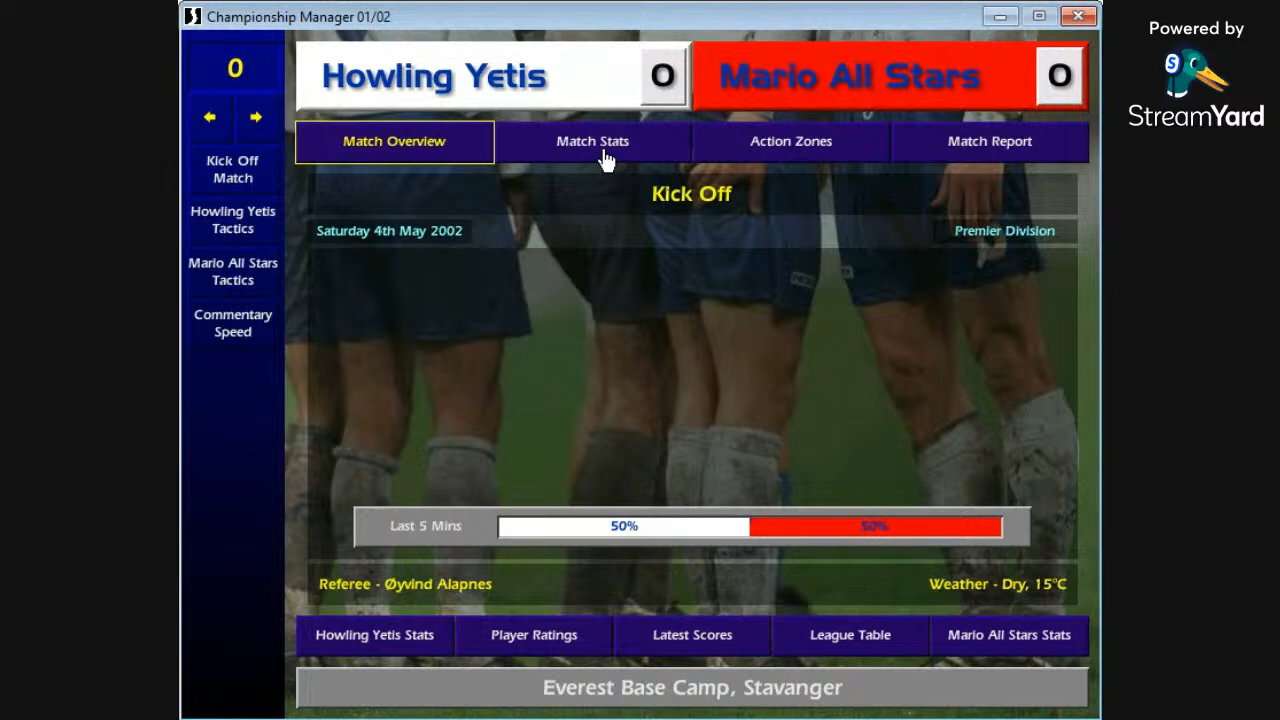 Championship Manager 01/02
Powered by
StreamYard
0
Howling Yetis 0 Mario All Stars 0
Kick Off
Match
Howling Yetis
Tactics
Mario All Stars
Tactics
Commentary
Speed
Match Overview Match Stats Action Zones Match Report
Kick Off
Saturday 4th May 2002 Premier Division
Last 5 Mins 50% 50%
Referee - Øyvind Alapnes Weather - Dry, 15°C
Howling Yetis Stats Player Ratings Latest Scores League Table Mario All Stars Stats
Everest Base Camp, Stavanger